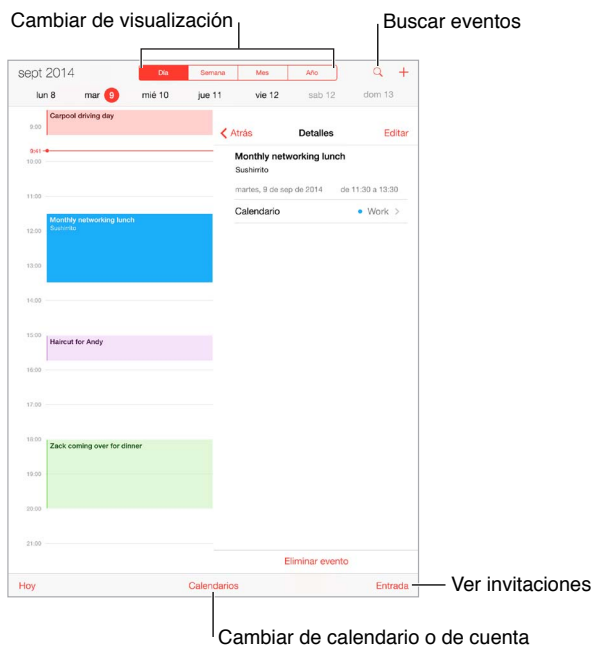 Cambiar de visualización
Buscar eventos
sept 2014
Día
Semana
Mes
Año
lun 8
mar 9
mié 10
jue 11
vie 12
sab 12
dom 13
9:00
Carpool driving day
9:41
10:00
11:00
Monthly networking lunch
Sushirrito
12:00
13:00
14:00
15:00
Haircut for Andy
16:00
17:00
18:00
Zack coming over for dinner
19:00
20:00
21:00
Atrás
Detalles
Editar
Monthly networking lunch
Sushirrito
martes, 9 de sep de 2014
de 11:30 a 13:30
Calendario
Work
Eliminar evento
Hoy
Calendarios
Entrada
Ver invitaciones
Cambiar de calendario o de cuenta